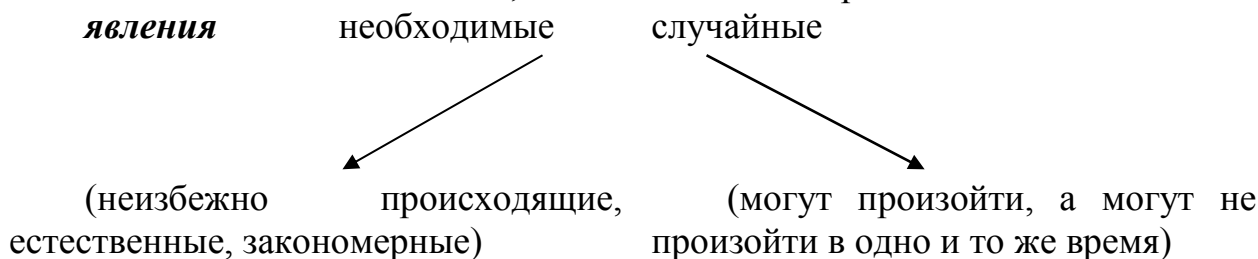 явления необходимые случайные
(неизбежно происходящие,
естественные, закономерные)
(могут произойти, а могут не
произойти в одно и то же время)